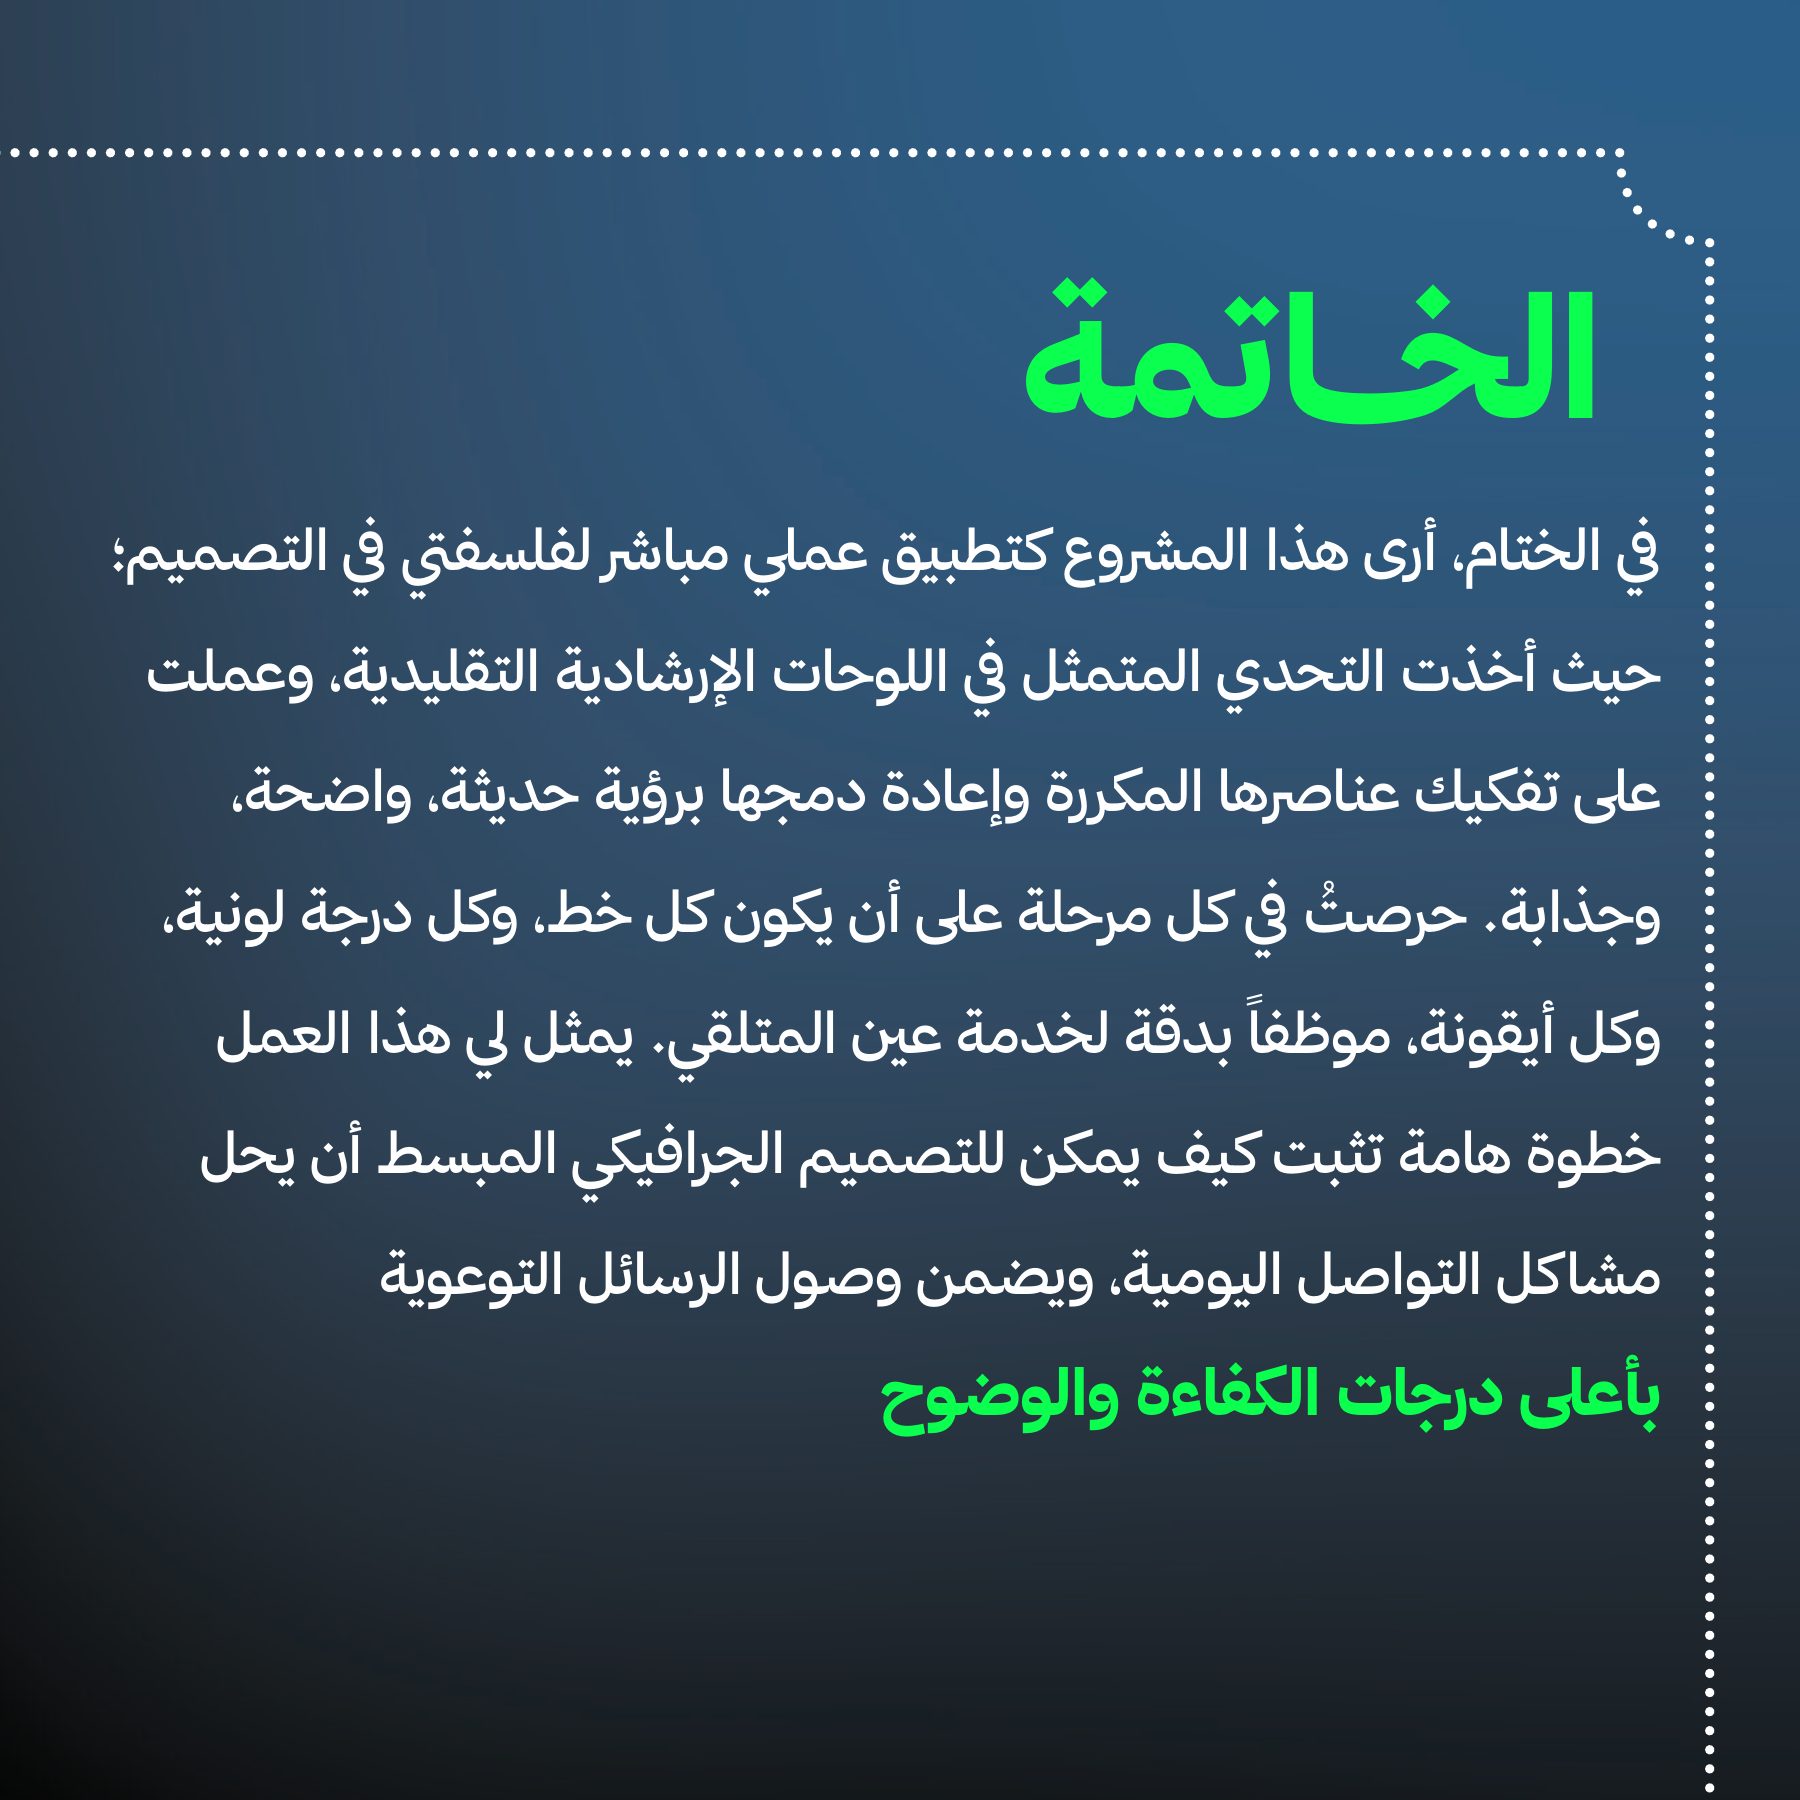 الخـاتمة
في الختام، أرى هذا المشروع كتطبيق عملي مباشر لفلسفتي في التصميم؛
حيث أخذت التحدي المتمثل في اللوحات الإرشادية التقليدية، وعملت
على تفكيك عناصرها المكررة وإعادة دمجها برؤية حديثة، واضحة،
وجذابة. حرصتُ في كل مرحلة على أن يكون كل خط، وكل درجة لونية،
وكل أيقونة، موظفاً بدقة لخدمة عين المتلقي. يمثل لي هذا العمل
خطوة هامة تثبت كيف يمكن للتصميم الجرافيكي المبسط أن يحل
مشاكل التواصل اليومية، ويضمن وصول الرسائل التوعوية
بأعلى درجات الكفاءة والوضوح